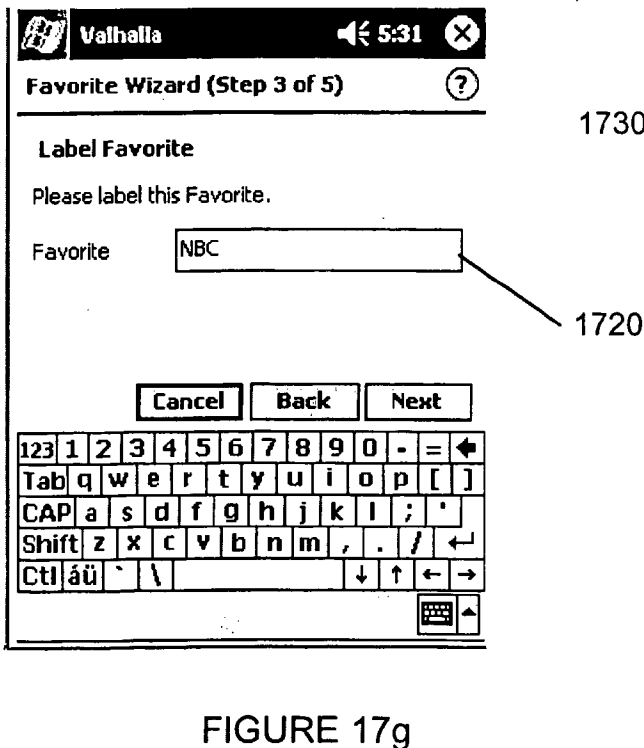 Valhalla 5:31
Favorite Wizard (Step 3 of 5) ?
1730
Label Favorite
Please label this Favorite.
Favorite NBC
1720
Cancel Back Next
123 1 2 3 4 5 6 7 8 9 0 - =
Tab q w e r t y u i o p [ ]
CAP a s d f g h j k l ; '
Shift z x c v b n m , . /
Ctl áü ` \
FIGURE 17g